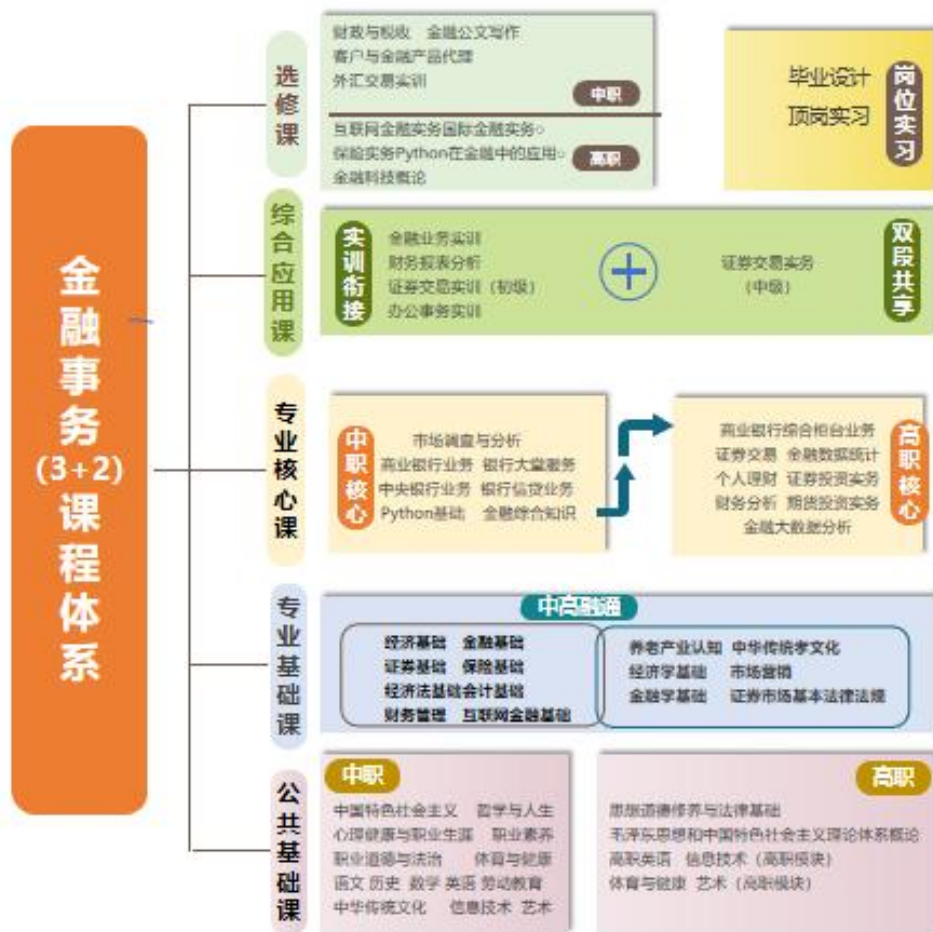 金融事务(3+2)课程体系
选修课
财政与税收 金融公文写作
客户与金融产品代理
外汇交易实训
中职
互联网金融实务国际金融实务○
保险实务Python在金融中的应用○
金融科技概论
高职
毕业设计
顶岗实习
岗位实习
综合应用课
实训衔接
金融业务实训
财务报表分析
证券交易实训（初级）
办公事务实训
证券交易实务
（中级）
双段共享
专业核心课
中职核心
市场调查与分析
商业银行业务 银行大堂服务
中央银行业务 银行信贷业务
Python基础 金融综合知识
商业银行综合柜台业务
证券交易 金融数据统计
个人理财 证券投资实务
财务分析 期货投资实务
金融大数据分析
高职核心
专业基础课
中高融通
经济基础 金融基础
证券基础 保险基础
经济法基础会计基础
财务管理 互联网金融基础
养老产业认知 中华传统孝文化
经济学基础 市场营销
金融学基础 证券市场基本法律法规
公共基础课
中职
中国特色社会主义 哲学与人生
心理健康与职业生涯 职业素养
职业道德与法治 体育与健康
语文 历史 数学 英语 劳动教育
中华传统文化 信息技术 艺术
高职
思想道德修养与法律基础
毛泽东思想和中国特色社会主义理论体系概论
高职英语 信息技术（高职模块）
体育与健康 艺术（高职模块）